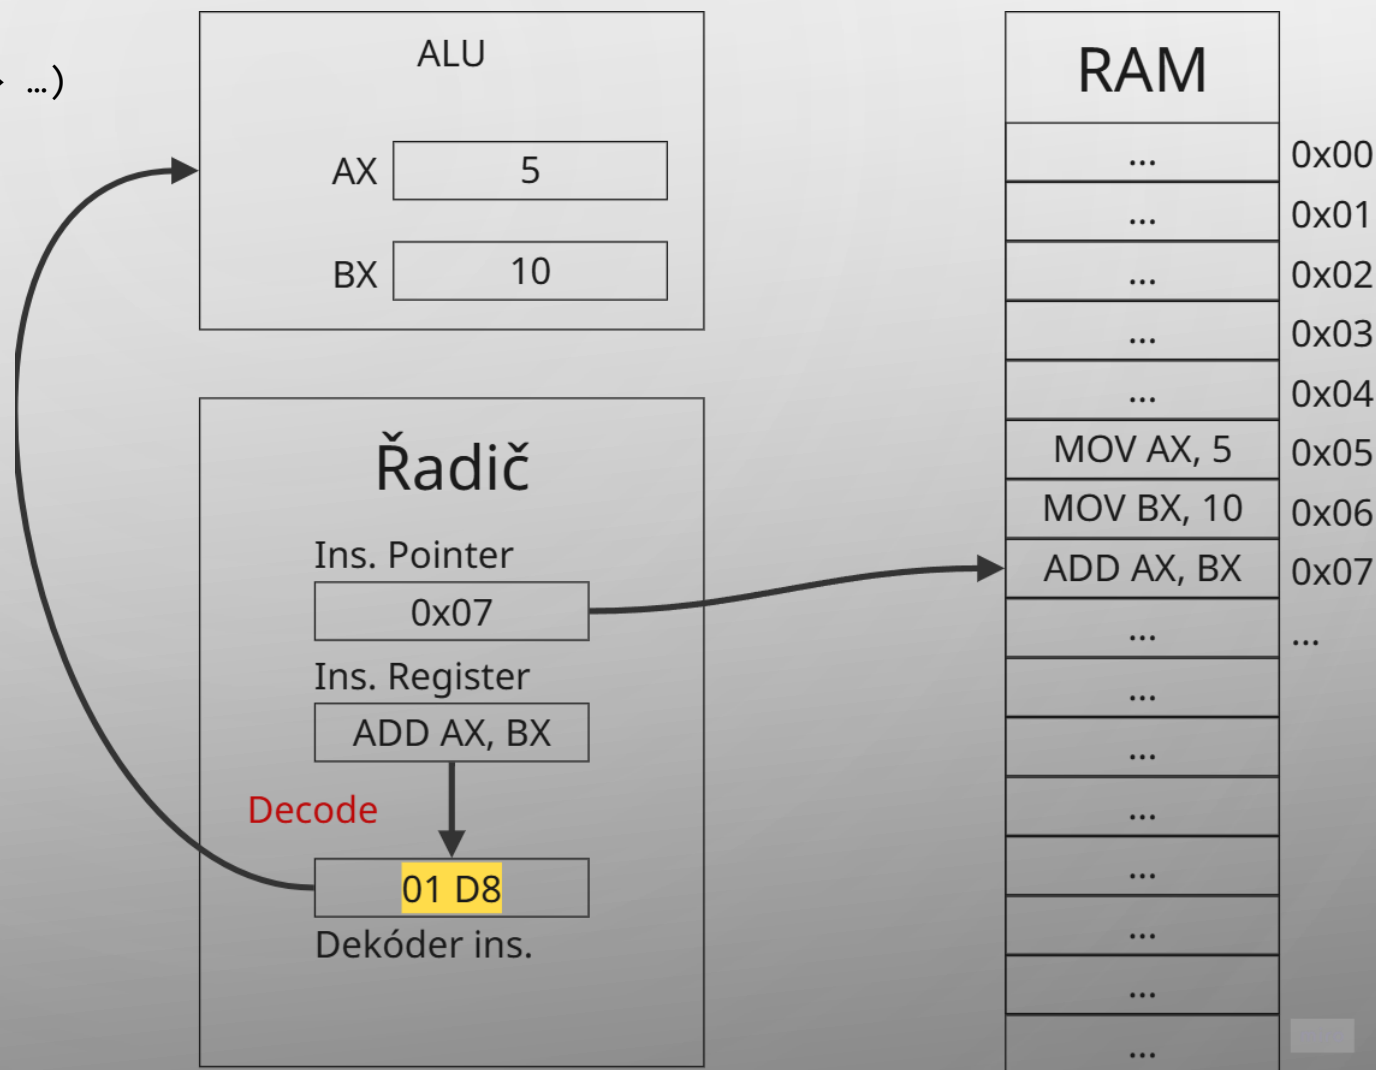 …)
ALU
AX
5
BX
10
Řadič
Ins. Pointer
0x07
Ins. Register
ADD AX, BX
Decode
01 D8
Dekóder ins.
RAM
... 0x00
... 0x01
... 0x02
... 0x03
... 0x04
MOV AX, 5 0x05
MOV BX, 10 0x06
ADD AX, BX 0x07
... ...
...
...
...
...
...
...
...